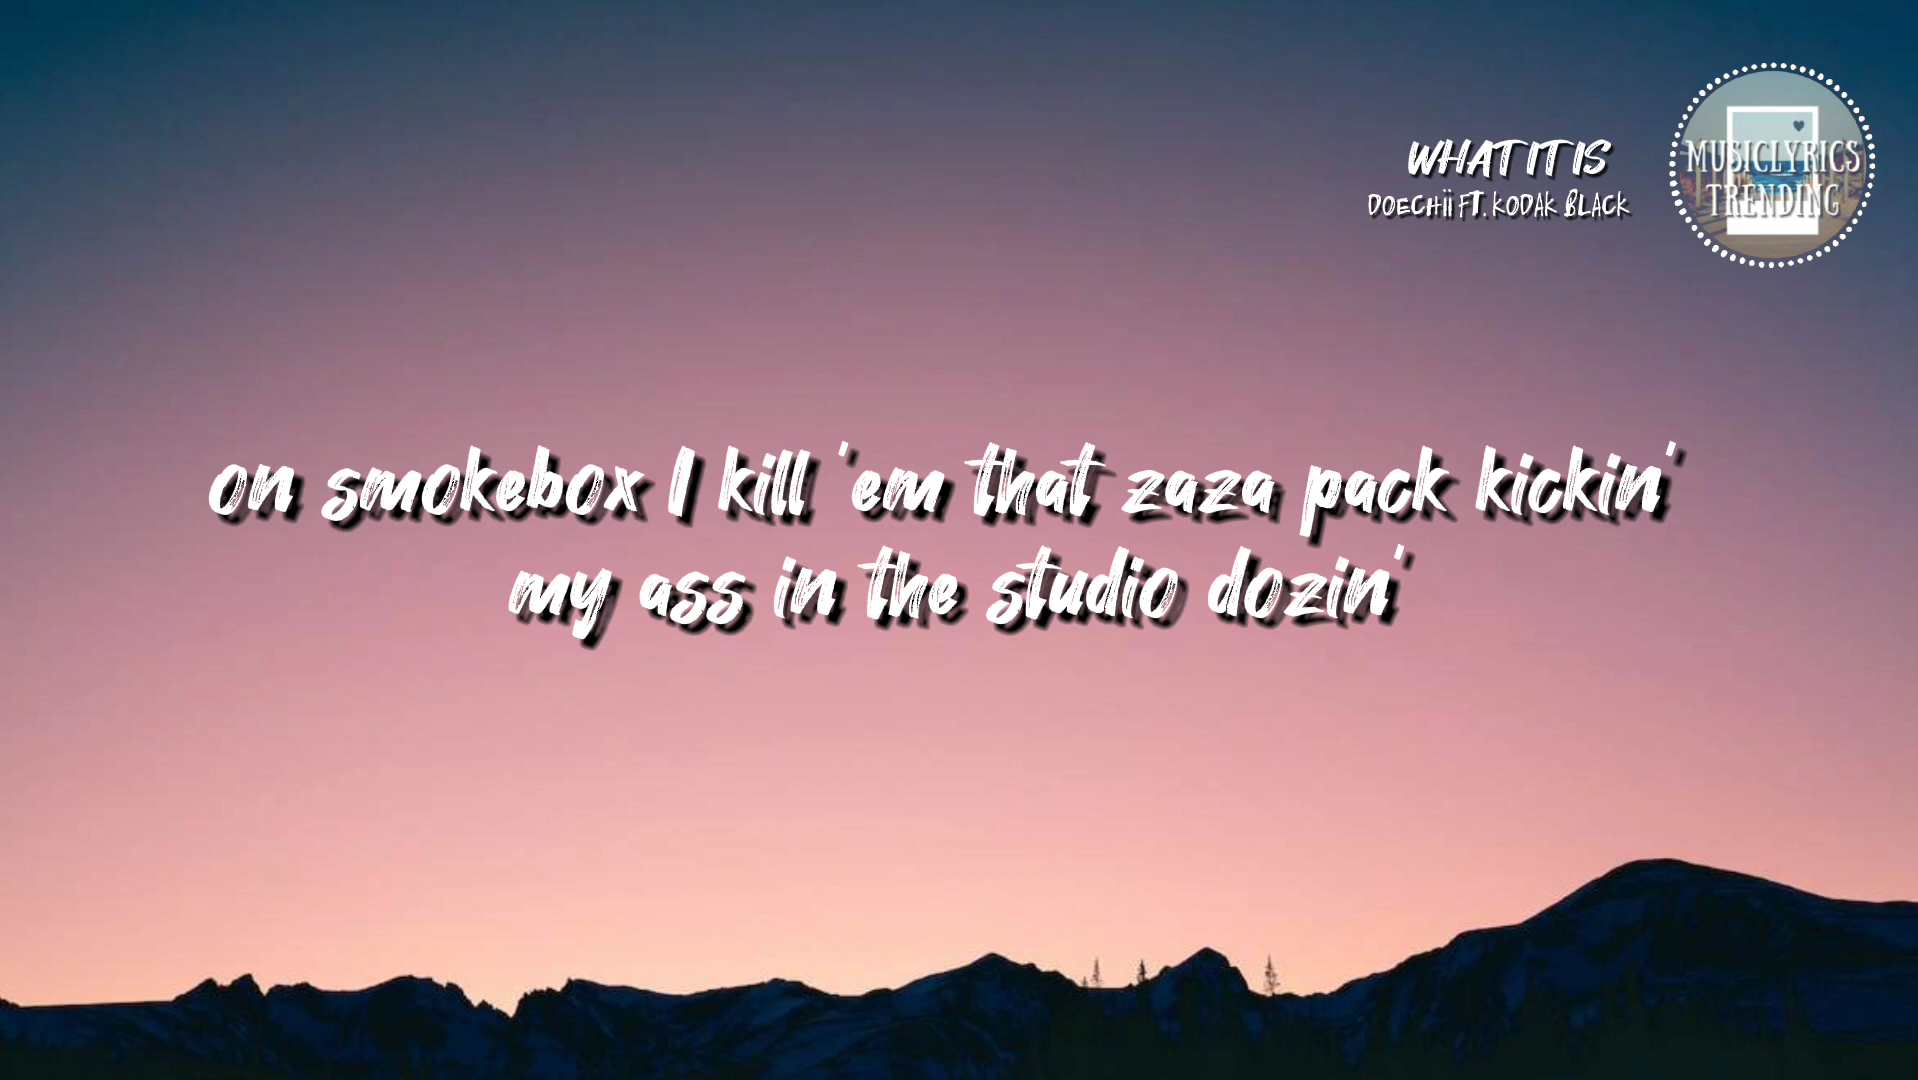 WHAT IT IS
DOECHII FT. KODAK BLACK
MUSICLYRICS
TRENDING
on smokebox I kill 'em that zaza pack kickin'
my ass in the studio dozin'